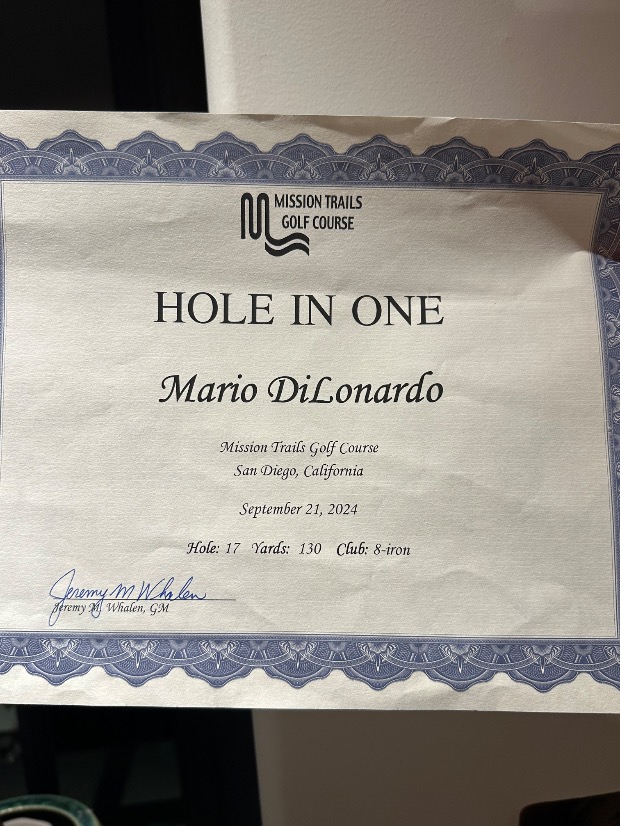 MISSION TRAILS
GOLF COURSE
HOLE IN ONE
Mario DiLonardo
Mission Trails Golf Course
San Diego, California
September 21, 2024
Hole: 17 Yards: 130 Club: 8-iron
Jeremy M Whalen
Jeremy M. Whalen, GM